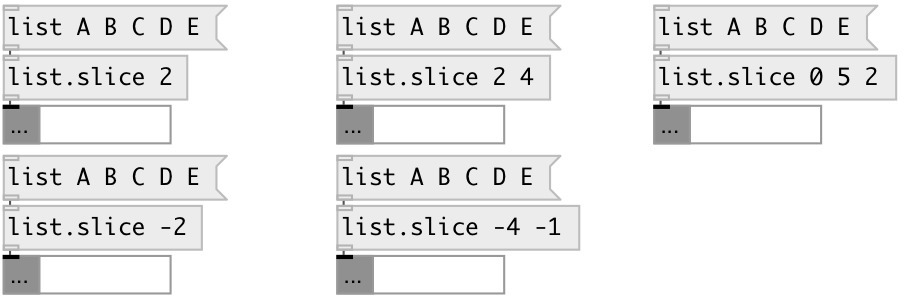 list A B C D E
list.slice 2
...
list A B C D E
list.slice 2 4
...
list A B C D E
list.slice 0 5 2
...
list A B C D E
list.slice -2
...
list A B C D E
list.slice -4 -1
...